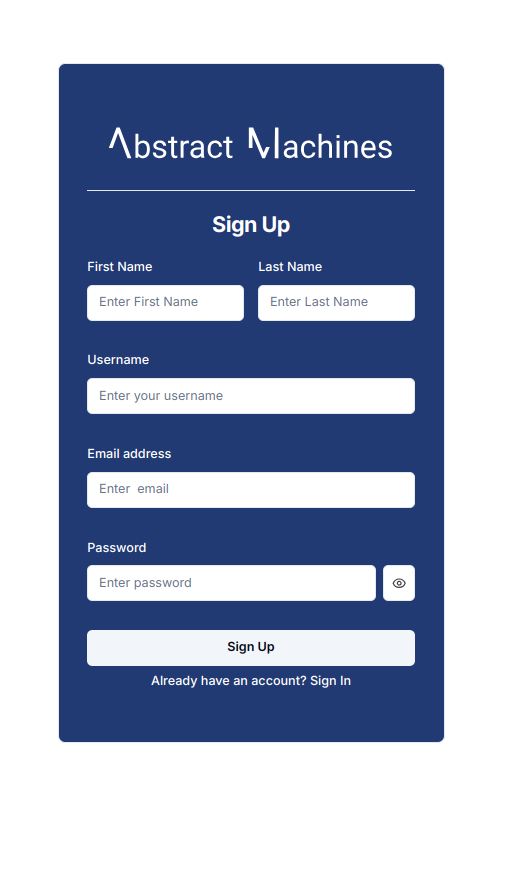 Abstract Machines
Sign Up
First Name Last Name
Enter First Name Enter Last Name
Username
Enter your username
Email address
Enter  email
Password
Enter password
Sign Up
Already have an account? Sign In